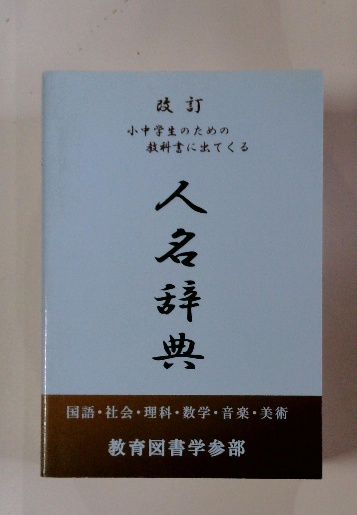 改訂
小中学生のための
教科書に出てくる
人名辞典
国語・社会・理科・数学・音楽・美術
教育図書学参部